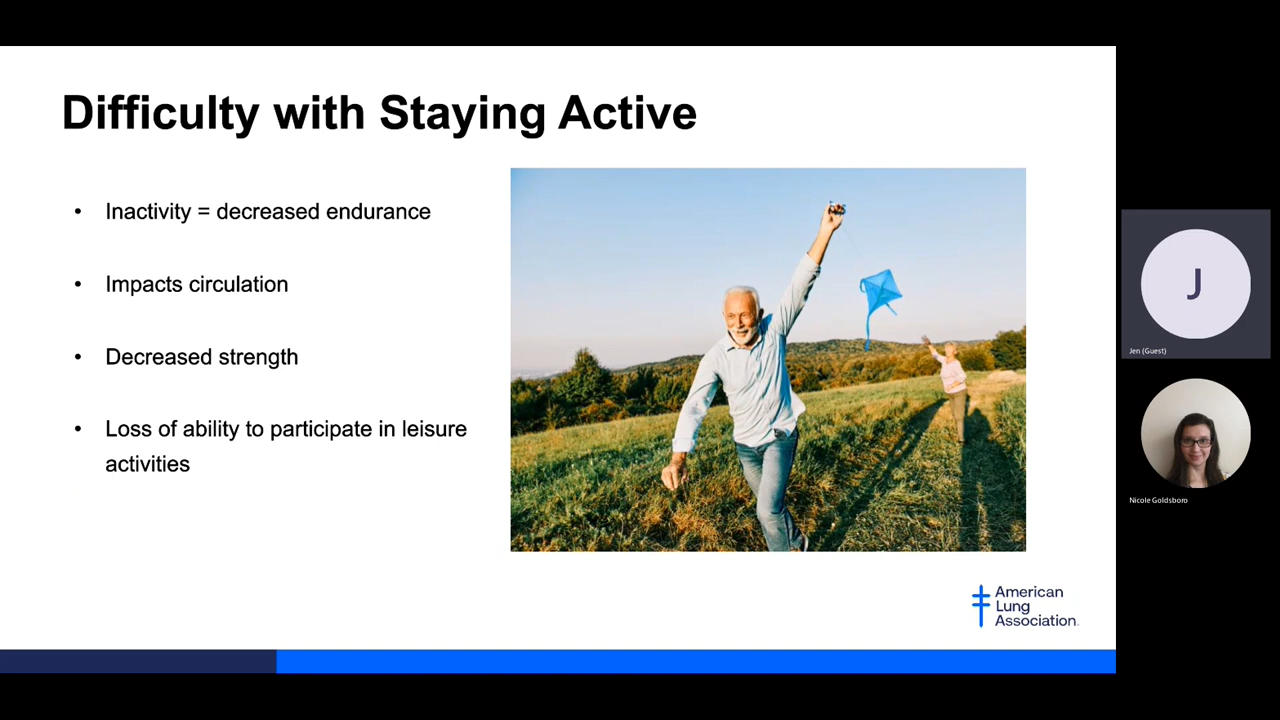 Difficulty with Staying Active
• Inactivity = decreased endurance
• Impacts circulation
• Decreased strength
• Loss of ability to participate in leisure
activities
American
Lung
Association.
J
Jen (Guest)
Nicole Goldsboro